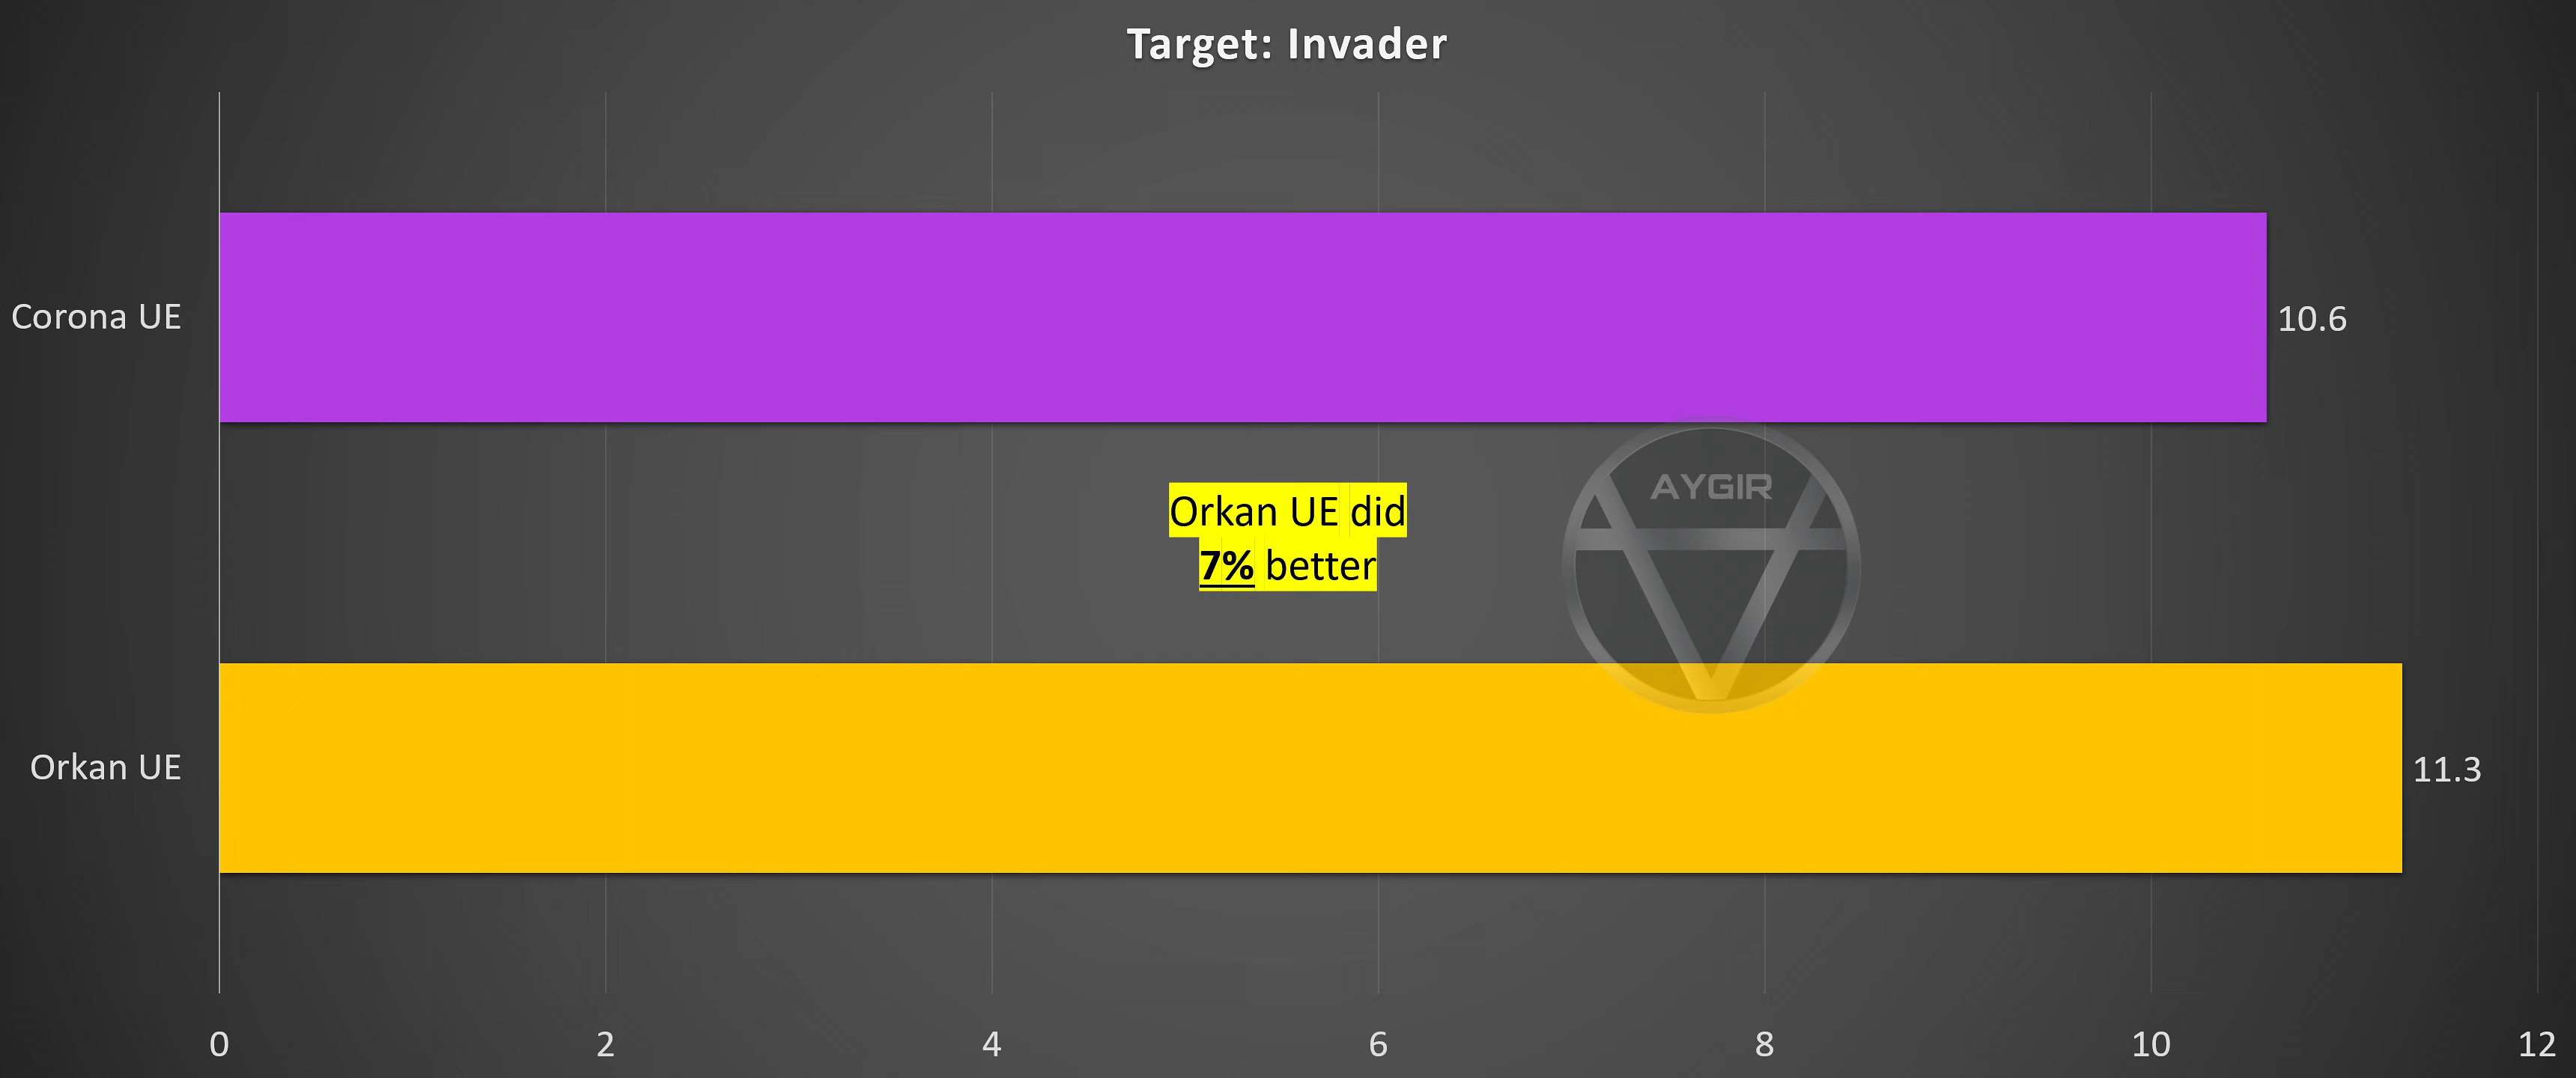 Target: Invader
Corona UE
10.6
Orkan UE did
7% better
AYGIR
Orkan UE
11.3
0 2 4 6 8 10 12